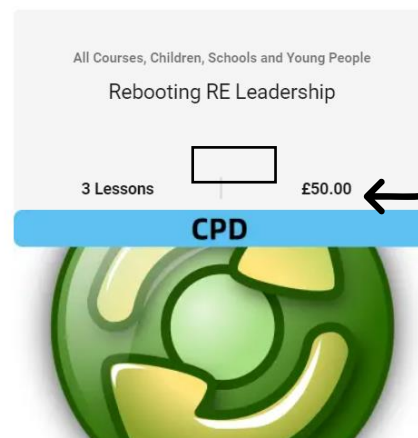 All Courses, Children, Schools and Young People
Rebooting RE Leadership
3 Lessons £50.00
CPD